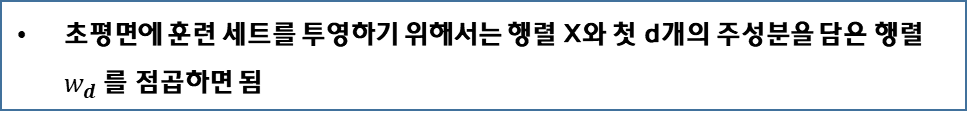 • 초평면에 훈련 세트를 투영하기 위해서는 행렬 X와 첫 d개의 주성분을 담은 행렬
w_d 를 점곱하면 됨